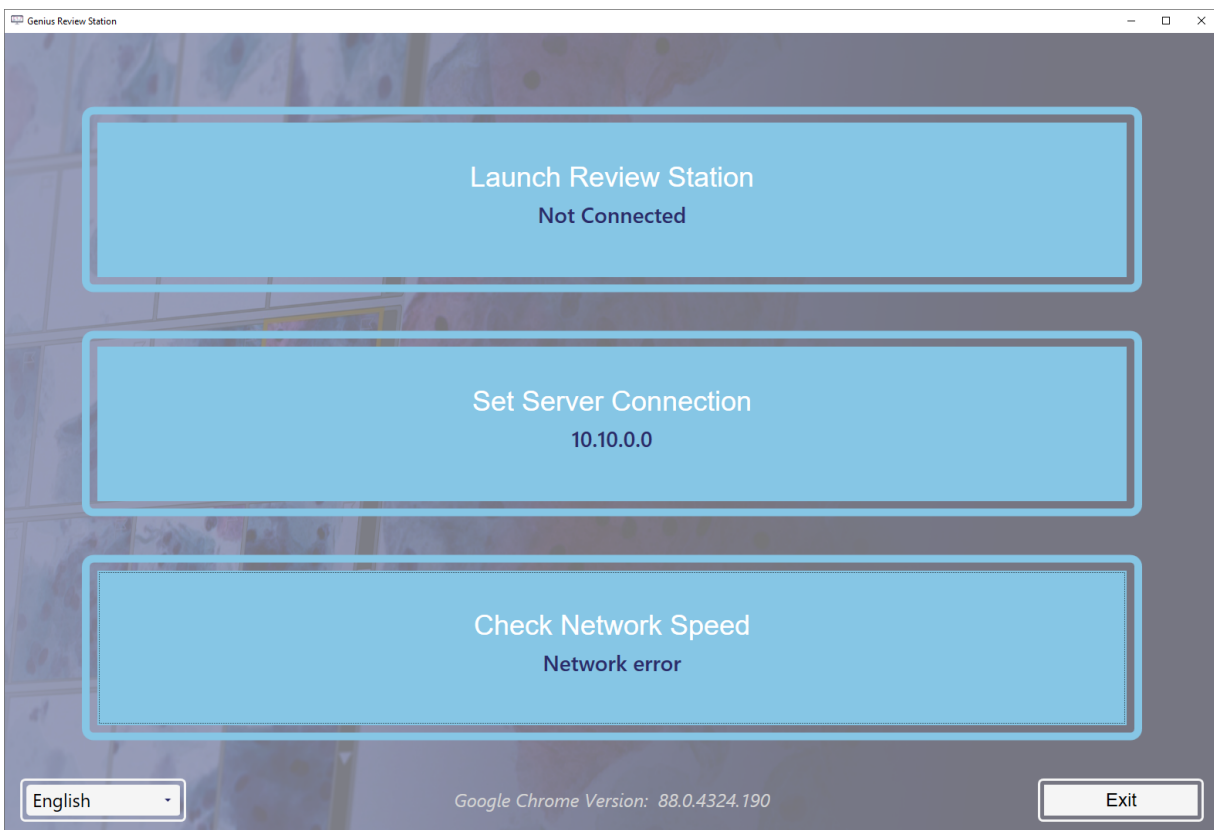 Genius Review Station
Launch Review Station
Not Connected
Set Server Connection
10.10.0.0
Check Network Speed
Network error
English
Google Chrome Version: 88.0.4324.190
Exit